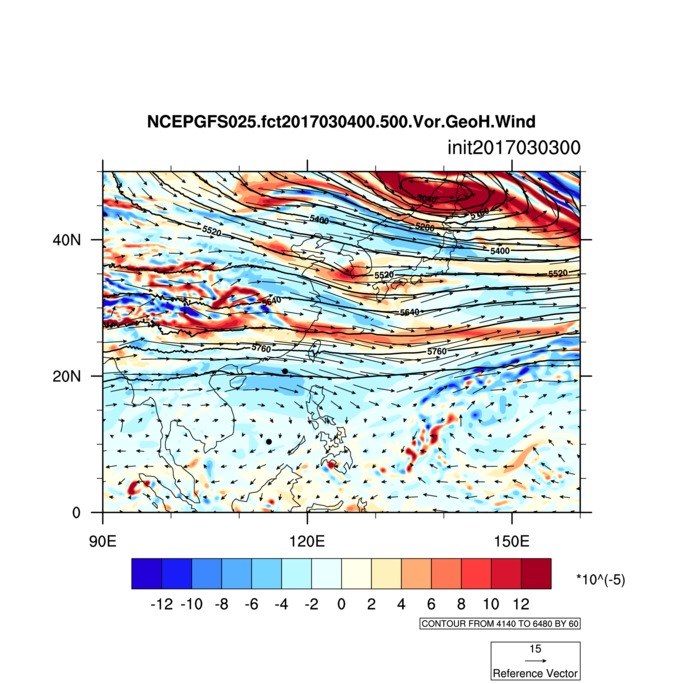 NCEPGFS025.fct2017030400.500.Vor.GeoH.Wind
init2017030300
5520
5400
5200
5100
5400
40N
5520
5520
5640
5640
5760
5760
20N
0
90E 120E 150E
-12 -10 -8 -6 -4 -2 0 2 4 6 8 10 12
*10^(-5)
CONTOUR FROM 4140 TO 6480 BY 60
15
Reference Vector